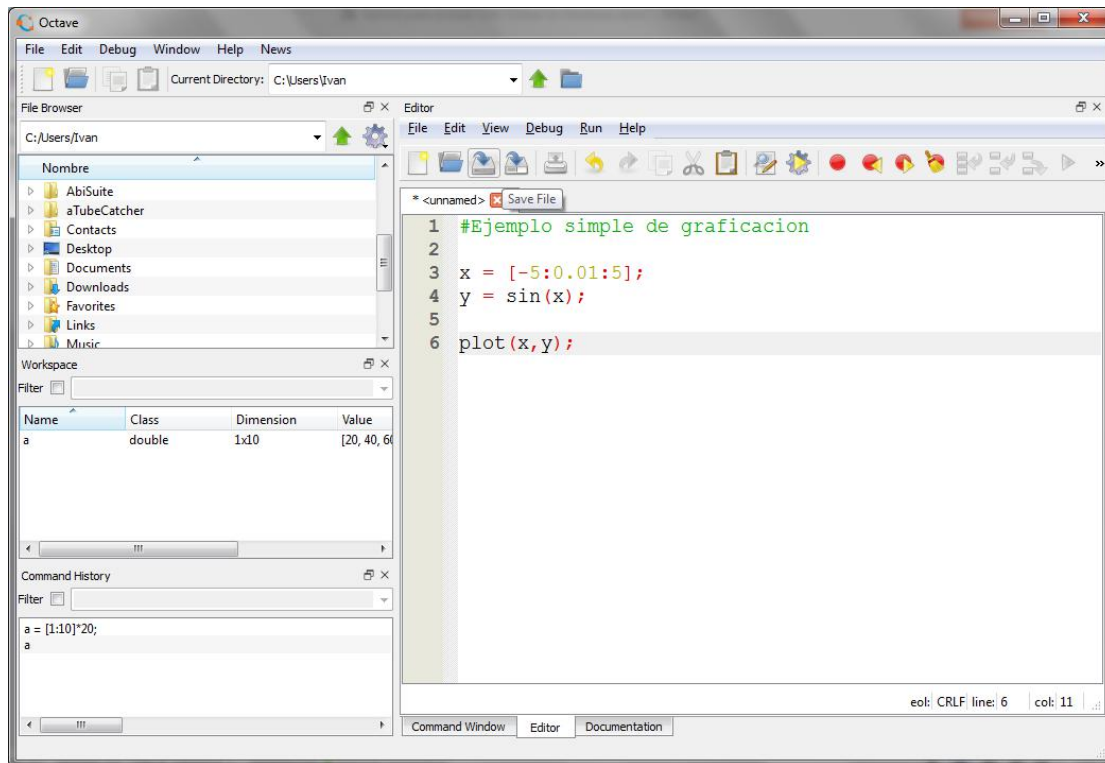 Octave
File Edit Debug Window Help News
Current Directory: C:\Users\Ivan
File Browser
C:/Users/Ivan
Nombre
AbiSuite
aTubeCatcher
Contacts
Desktop
Documents
Downloads
Favorites
Links
Music
Workspace
Filter
Name Class Dimension Value
a double 1x10 [20, 40, 60
Command History
Filter
a = [1:10]*20;
a
Editor
File Edit View Debug Run Help
* <unnamed> Save File
1 #Ejemplo simple de graficacion
2
3 x = [-5:0.01:5];
4 y = sin(x);
5
6 plot(x,y);
eol: CRLF line: 6 col: 11
Command Window Editor Documentation